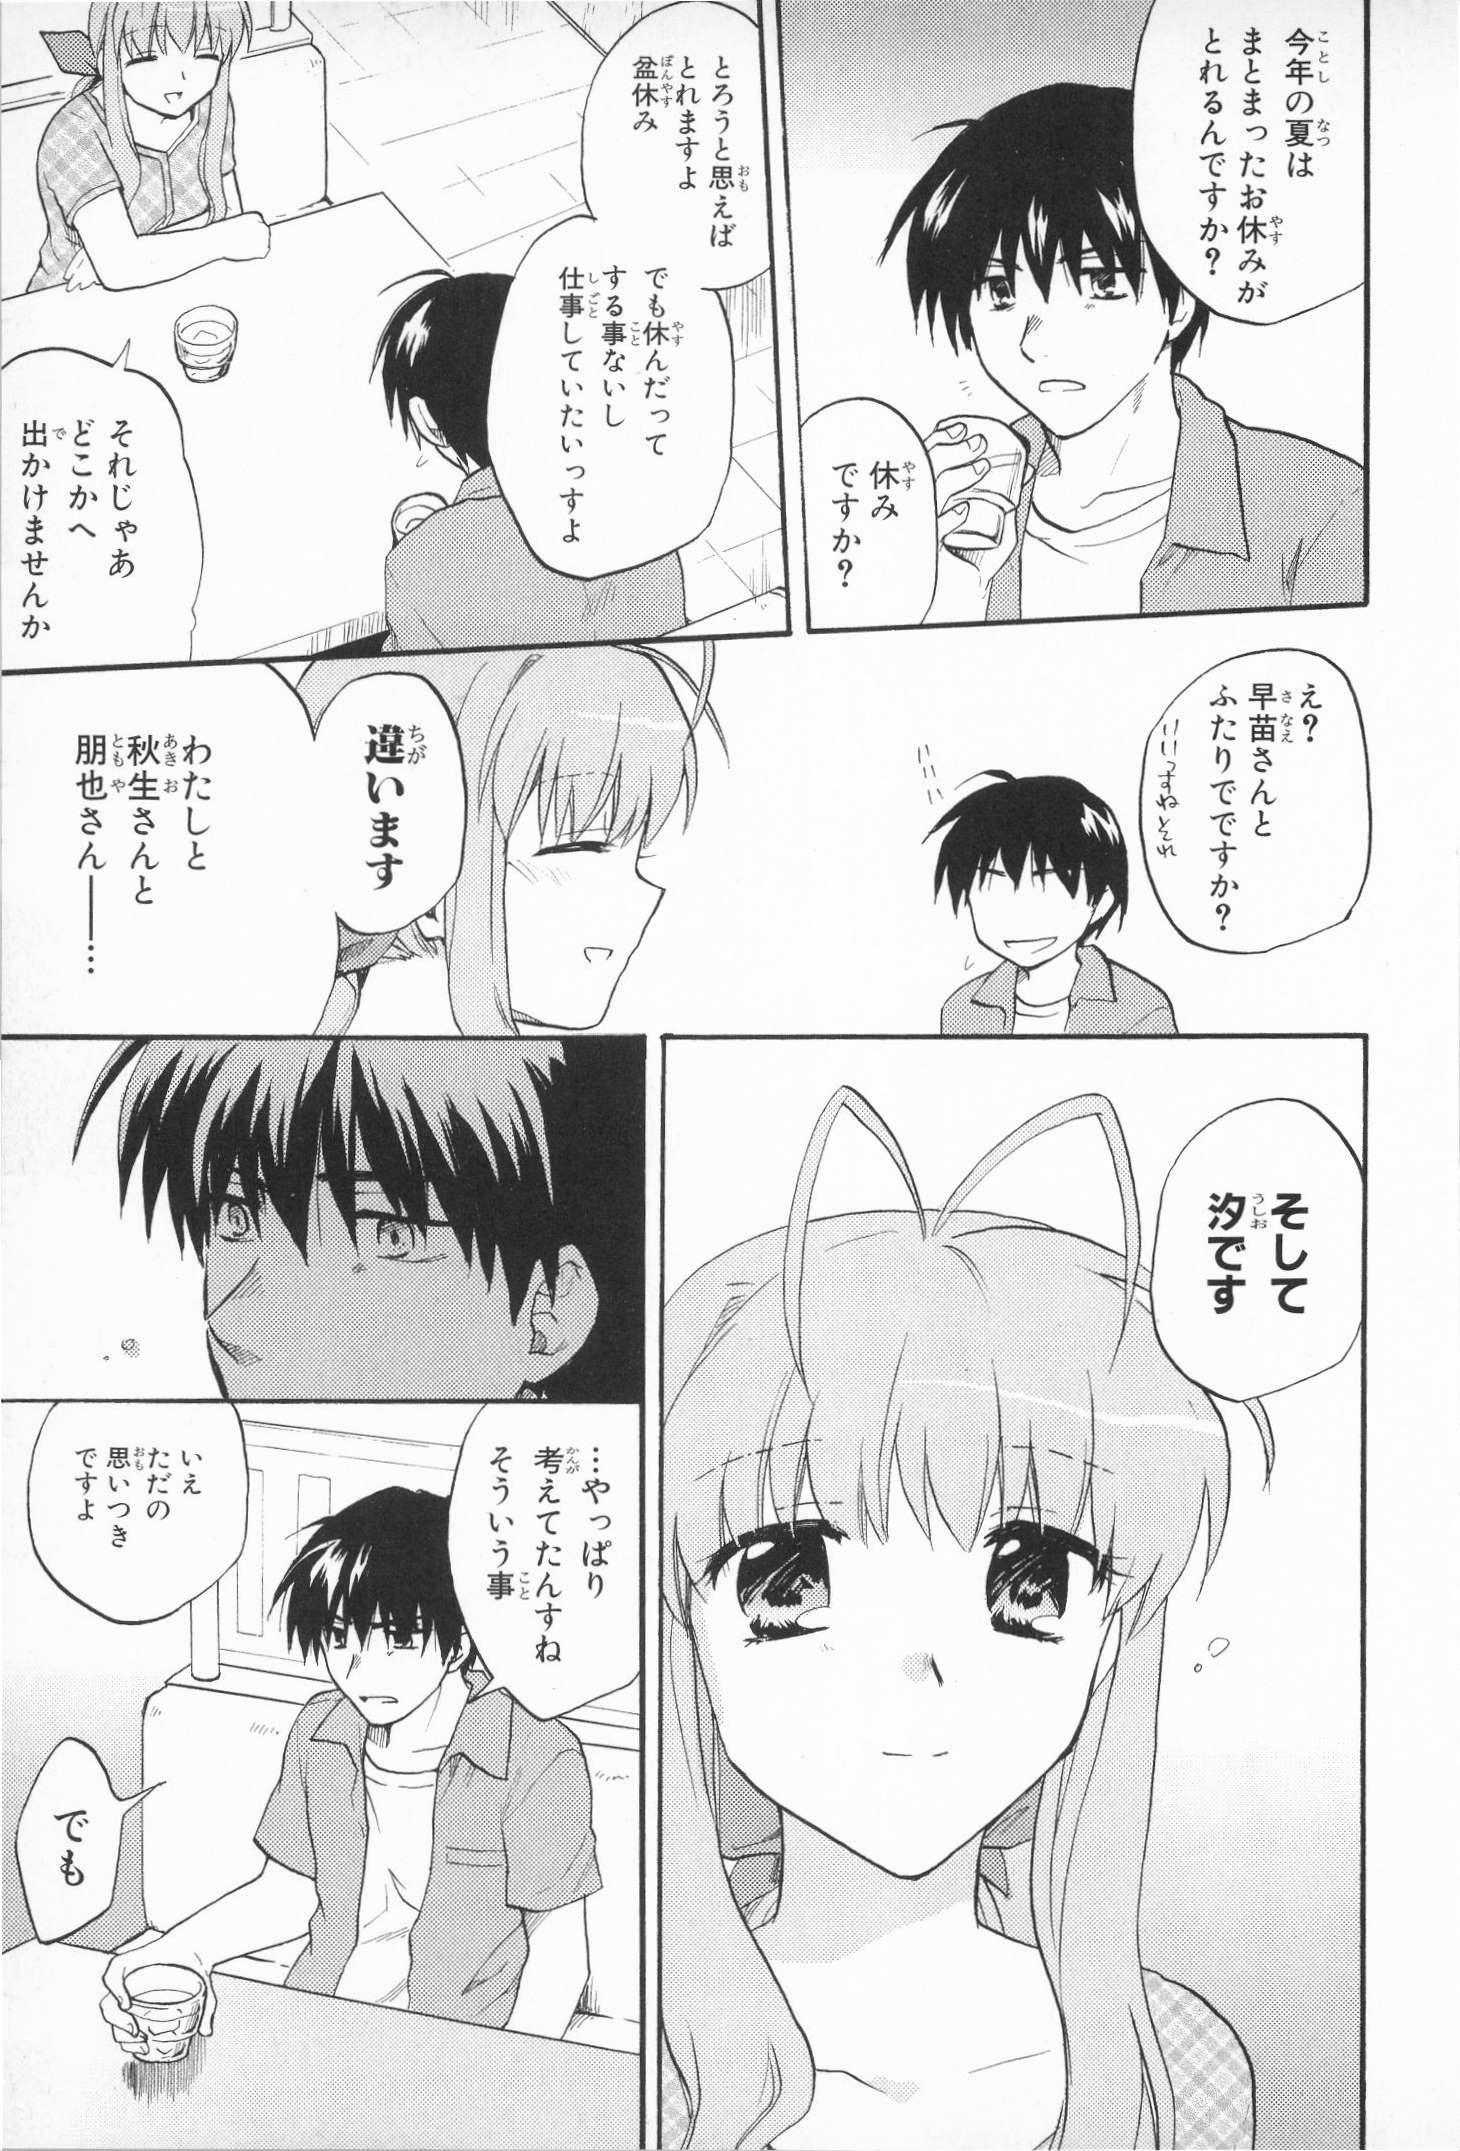 今年の夏は
まとまったお休みが
とれるんですか?
休み
ですか?
とろうと思えば
とれますよ
盆休み
でも休んだって
する事ないし
仕事していたいっすよ
それじゃあ
どこかへ
出かけませんか
え?
早苗さんと
ふたりでですか?
いいっすねそれ
違います
わたしと
秋生さんと
朋也さん――…
そして
汐です
…やっぱり
考えてたんすね
そういう事
いえ
ただの
思いつき
ですよ
でも